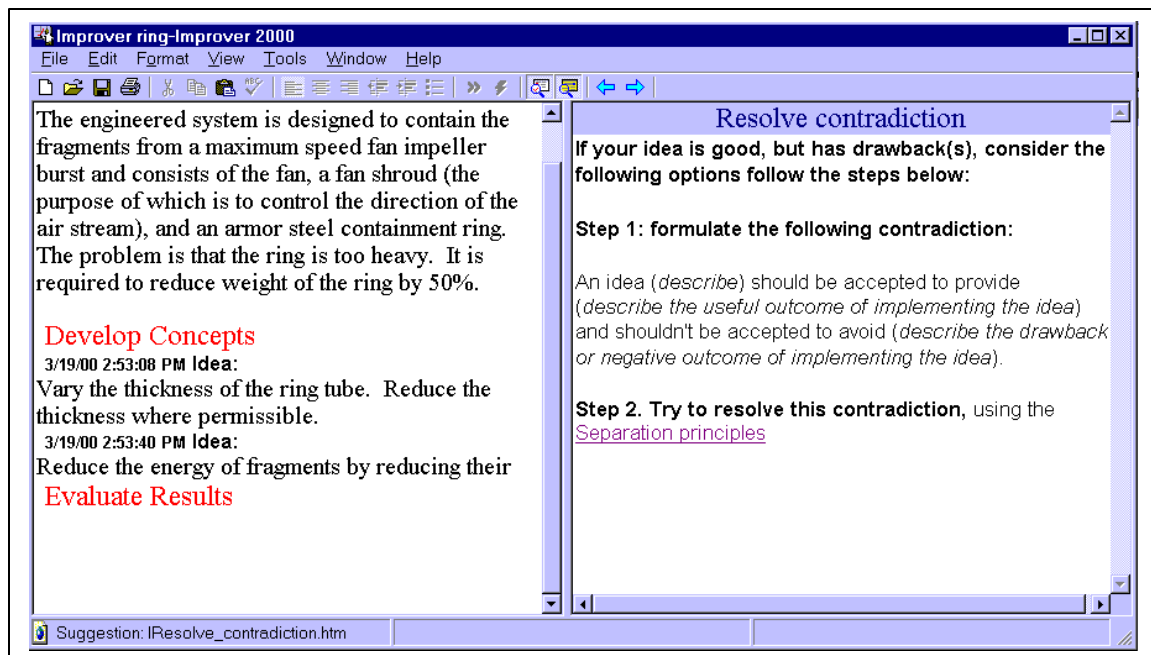 Improver ring-Improver 2000
File Edit Format View Tools Window Help
The engineered system is designed to contain the
fragments from a maximum speed fan impeller
burst and consists of the fan, a fan shroud (the
purpose of which is to control the direction of the
air stream), and an armor steel containment ring.
The problem is that the ring is too heavy. It is
required to reduce weight of the ring by 50%.
Develop Concepts
3/19/00 2:53:08 PM Idea:
Vary the thickness of the ring tube. Reduce the
thickness where permissible.
3/19/00 2:53:40 PM Idea:
Reduce the energy of fragments by reducing their
Evaluate Results
Resolve contradiction
If your idea is good, but has drawback(s), consider the
following options follow the steps below:
Step 1: formulate the following contradiction:
An idea (describe) should be accepted to provide
(describe the useful outcome of implementing the idea)
and shouldn't be accepted to avoid (describe the drawback
or negative outcome of implementing the idea).
Step 2. Try to resolve this contradiction, using the
Separation principles
Suggestion: IResolve_contradiction.htm